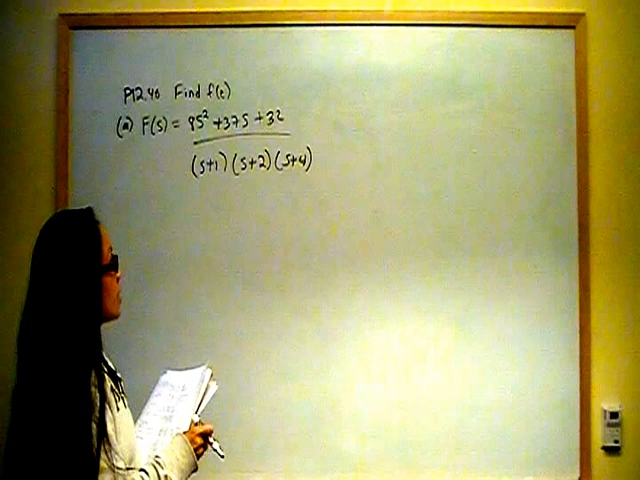 P12.40 Find f(t)
(a) F(s) = 8s² + 37s + 32
(s+1) (s+2) (s+4)